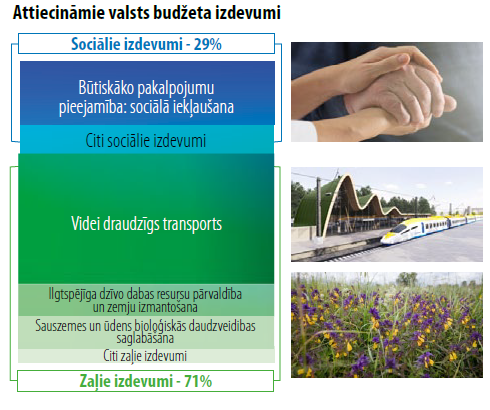 Attiecināmie valsts budžeta izdevumi
Sociālie izdevumi - 29%
Būtiskāko pakalpojumu
pieejamība: sociālā iekļaušana
Citi sociālie izdevumi
Videi draudzīgs transports
Ilgtspējīga dzīvo dabas resursu pārvaldība
un zemju izmantošana
Sauszemes un ūdens bioloģiskās daudzveidības
saglabāšana
Citi zaļie izdevumi
Zaļie izdevumi - 71%